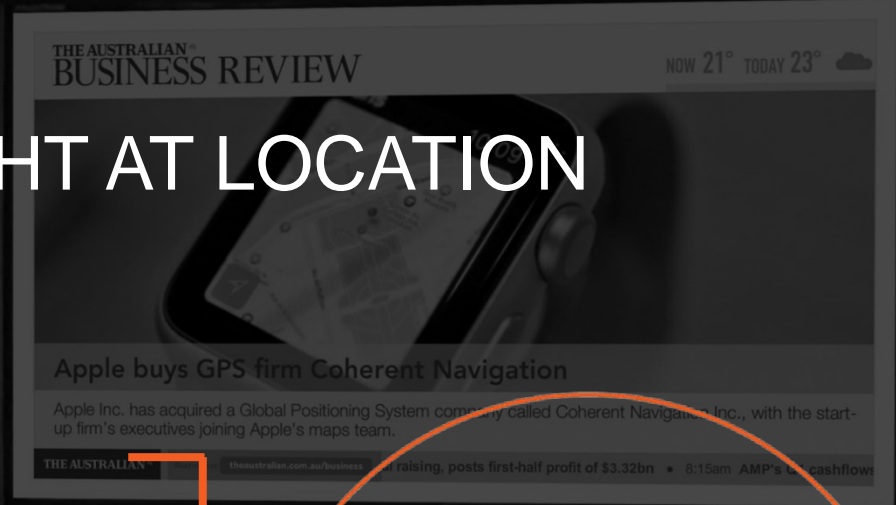 THE AUSTRALIAN
BUSINESS REVIEW
NOW 21° TODAY 23°
HT AT LOCATION
10:09
Apple buys GPS firm Coherent Navigation
Apple Inc. has acquired a Global Positioning System company called Coherent Navigation Inc., with the start-
up firm's executives joining Apple's maps team.
THE AUSTRALIAN theaustralian.com.au/business raising, posts first-half profit of $3.32bn • 8:15am AMP's cashflows